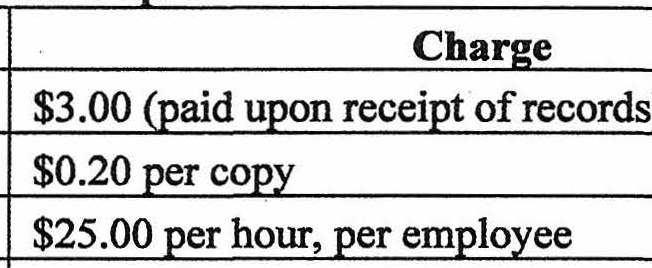 Charge
$3.00 (paid upon receipt of records
$0.20 per copy
$25.00 per hour, per employee